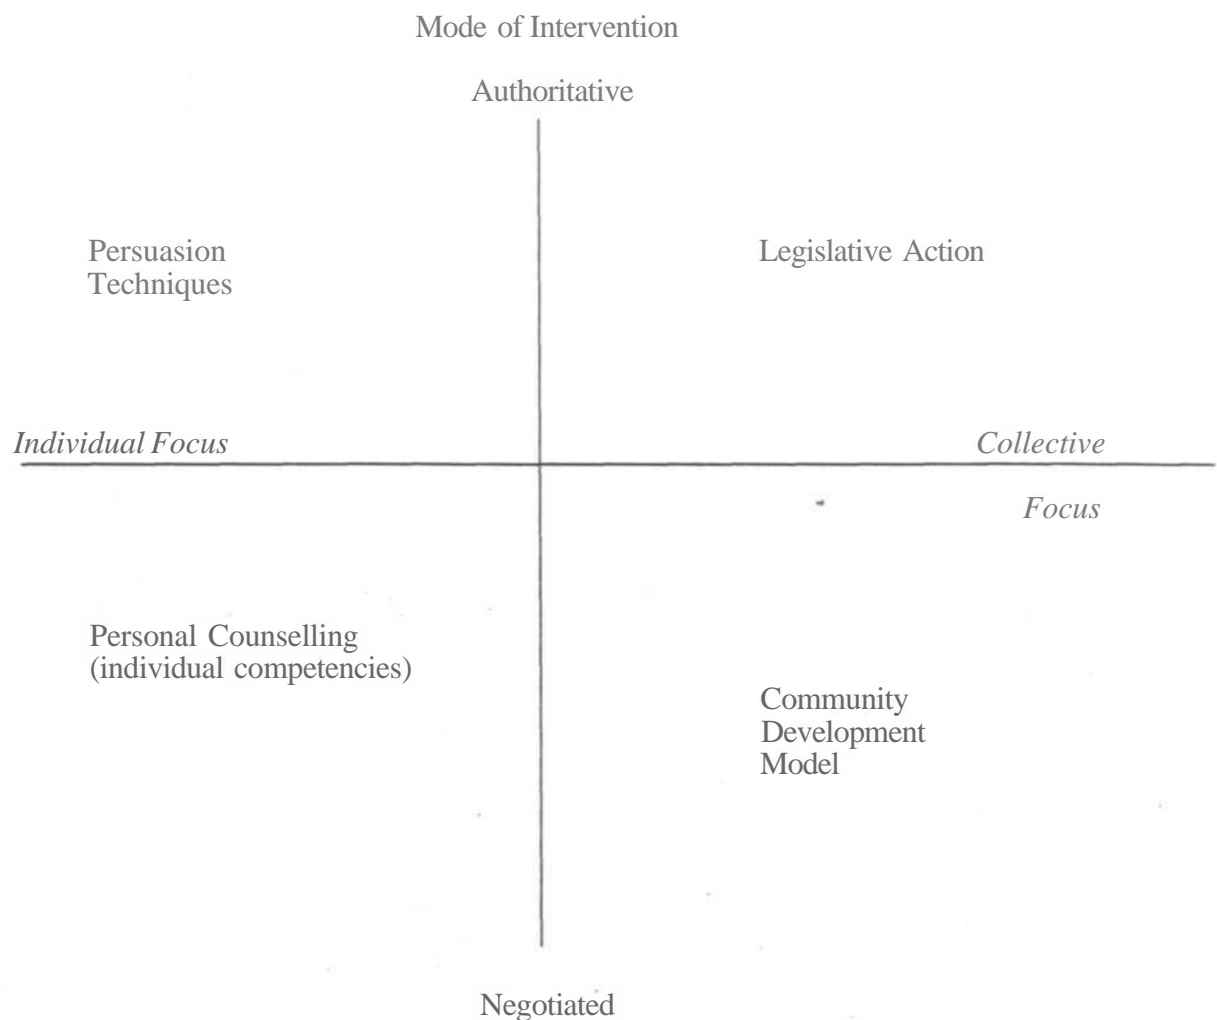 Mode of Intervention
Authoritative
Persuasion
Techniques
Legislative Action
Individual Focus
Collective
Focus
Personal Counselling
(individual competencies)
Community
Development
Model
Negotiated